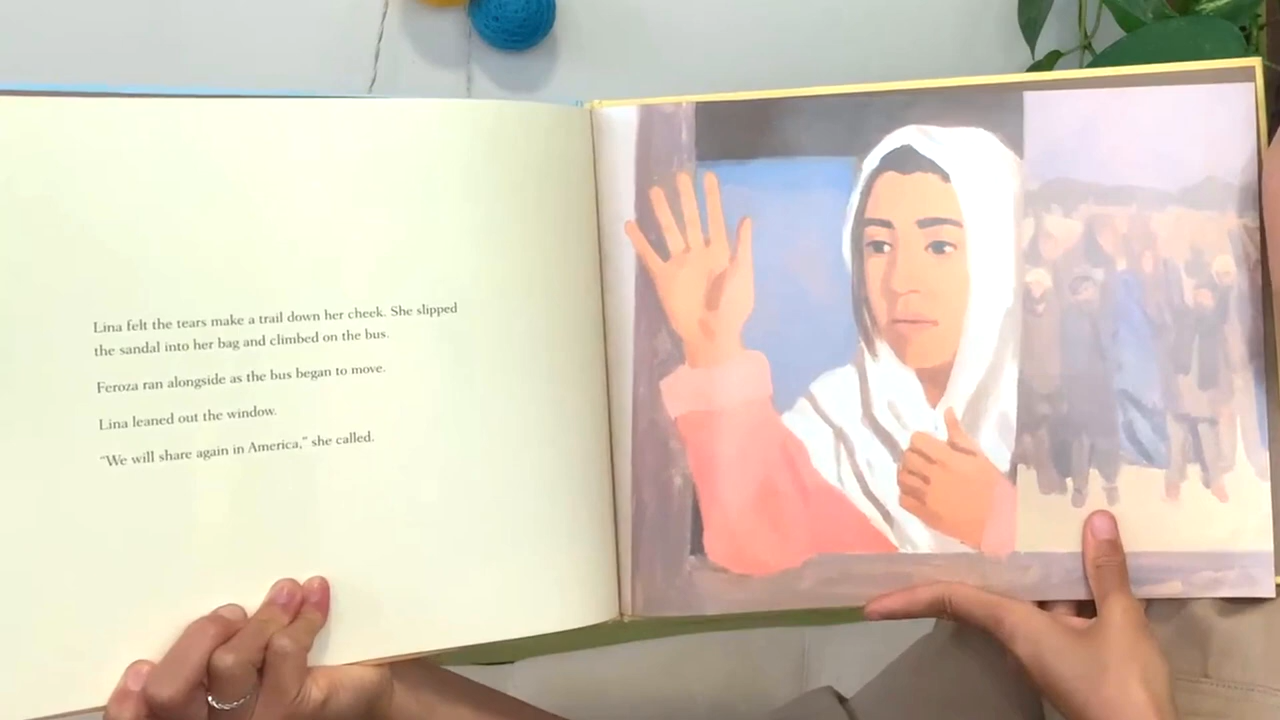 Lina felt the tears make a trail down her cheek. She slipped
the sandal into her bag and climbed on the bus.
Feroza ran alongside as the bus began to move.
Lina leaned out the window.
“We will share again in America,” she called.